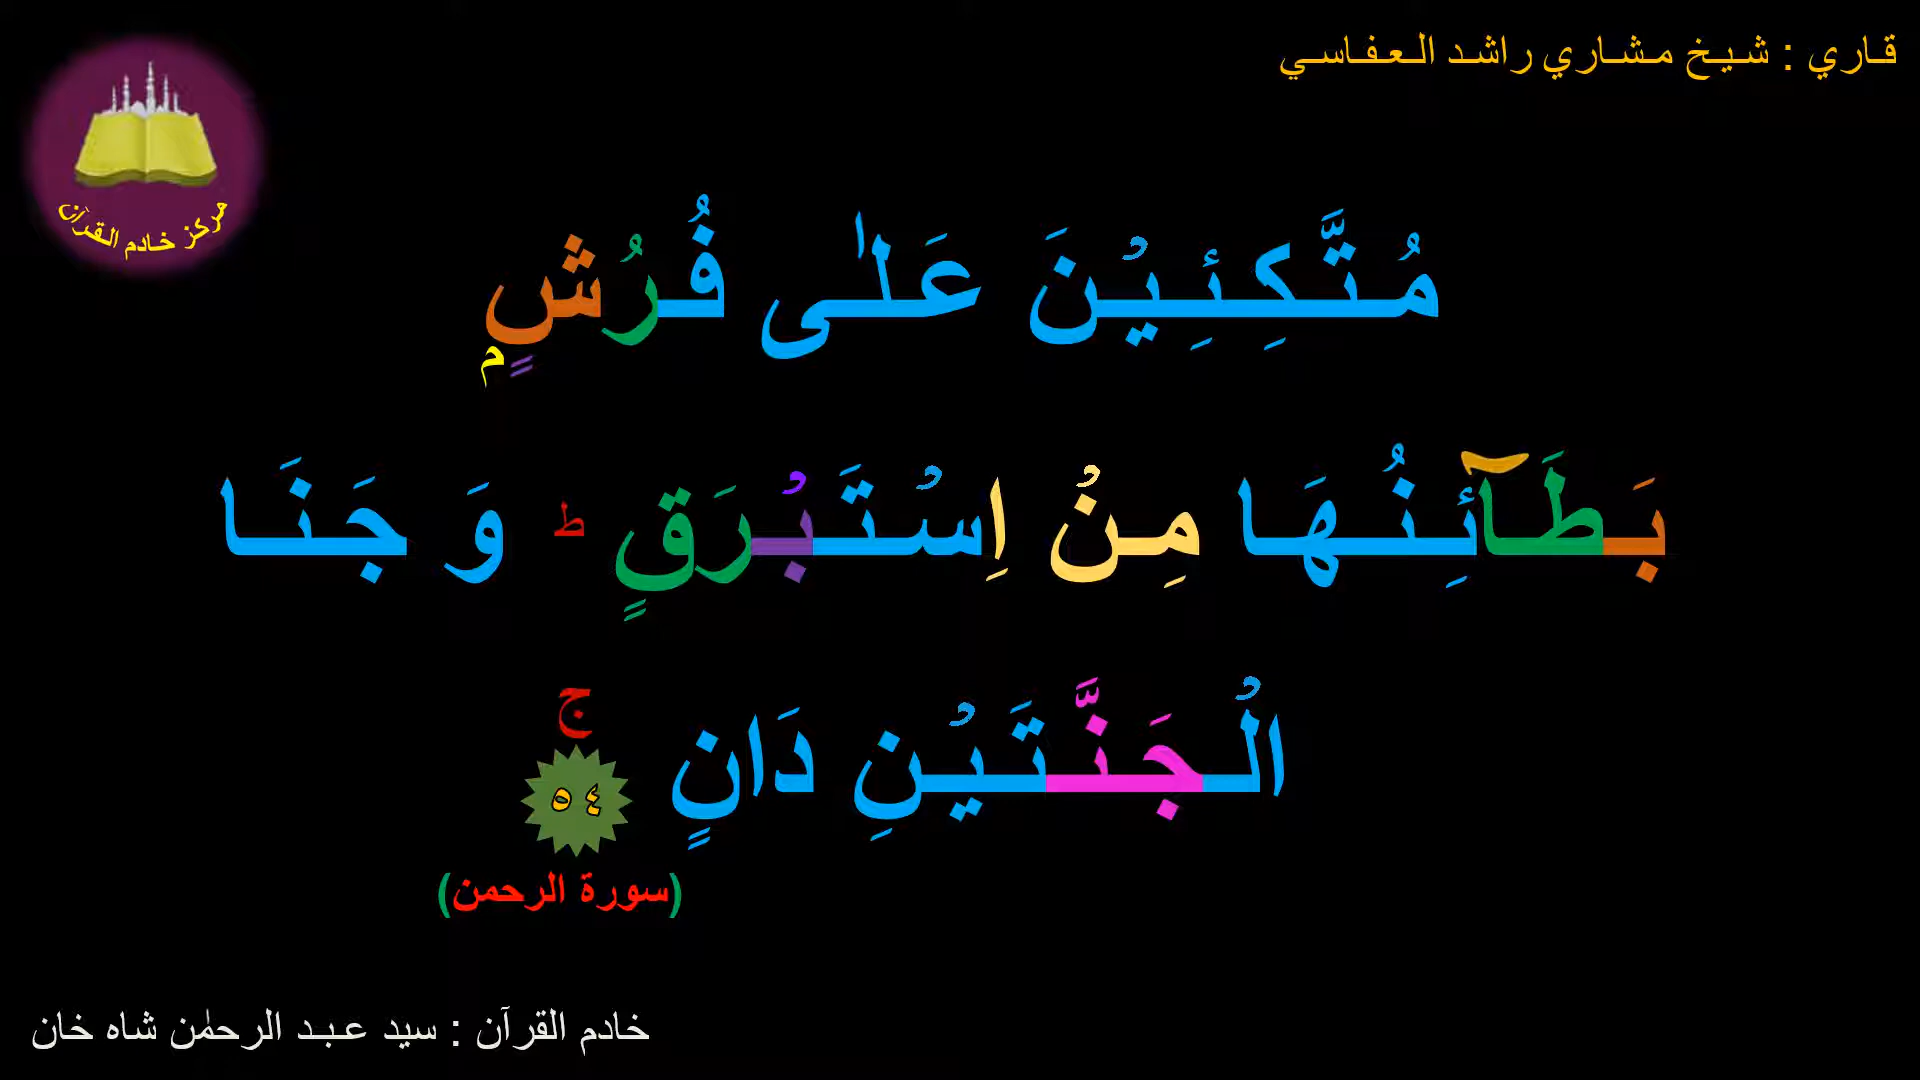 قاري : شيخ مشاري راشد العفاسي
مركز خادم القرآن
مُتَّكِئِيْنَ عَلٰى فُرُشٍۭ
بَطَآئِنُهَا مِنْ اِسْتَبْرَقٍ ؕ وَ جَنَا
الْجَنَّتَيْنِ دَانٍ ۚ ٥٤
(سورة الرحمن)
خادم القرآن : سيد عبد الرحمٰن شاہ خان